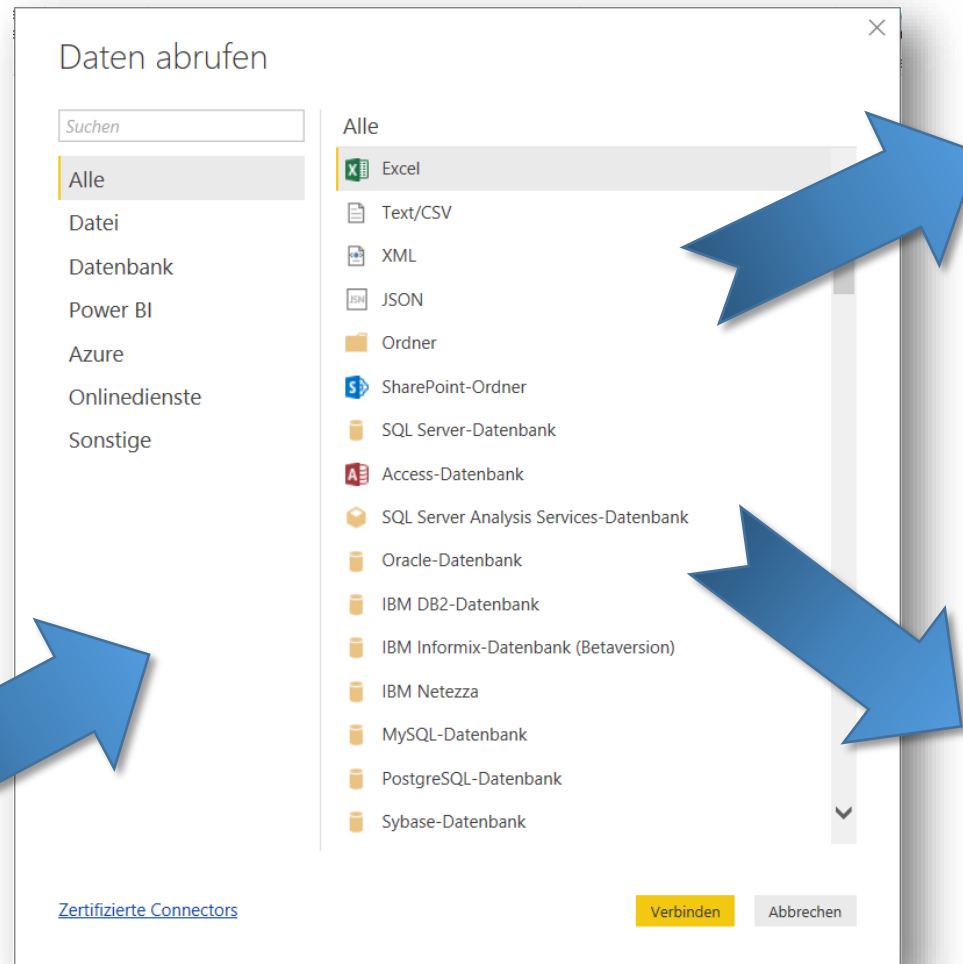 Daten abrufen
Suchen
Alle
Datei
Datenbank
Power BI
Azure
Onlinedienste
Sonstige
Alle
Excel
Text/CSV
XML
JSN JSON
Ordner
SharePoint-Ordner
SQL Server-Datenbank
Access-Datenbank
SQL Server Analysis Services-Datenbank
Oracle-Datenbank
IBM DB2-Datenbank
IBM Informix-Datenbank (Betaversion)
IBM Netezza
MySQL-Datenbank
PostgreSQL-Datenbank
Sybase-Datenbank
Zertifizierte Connectors
Verbinden
Abbrechen